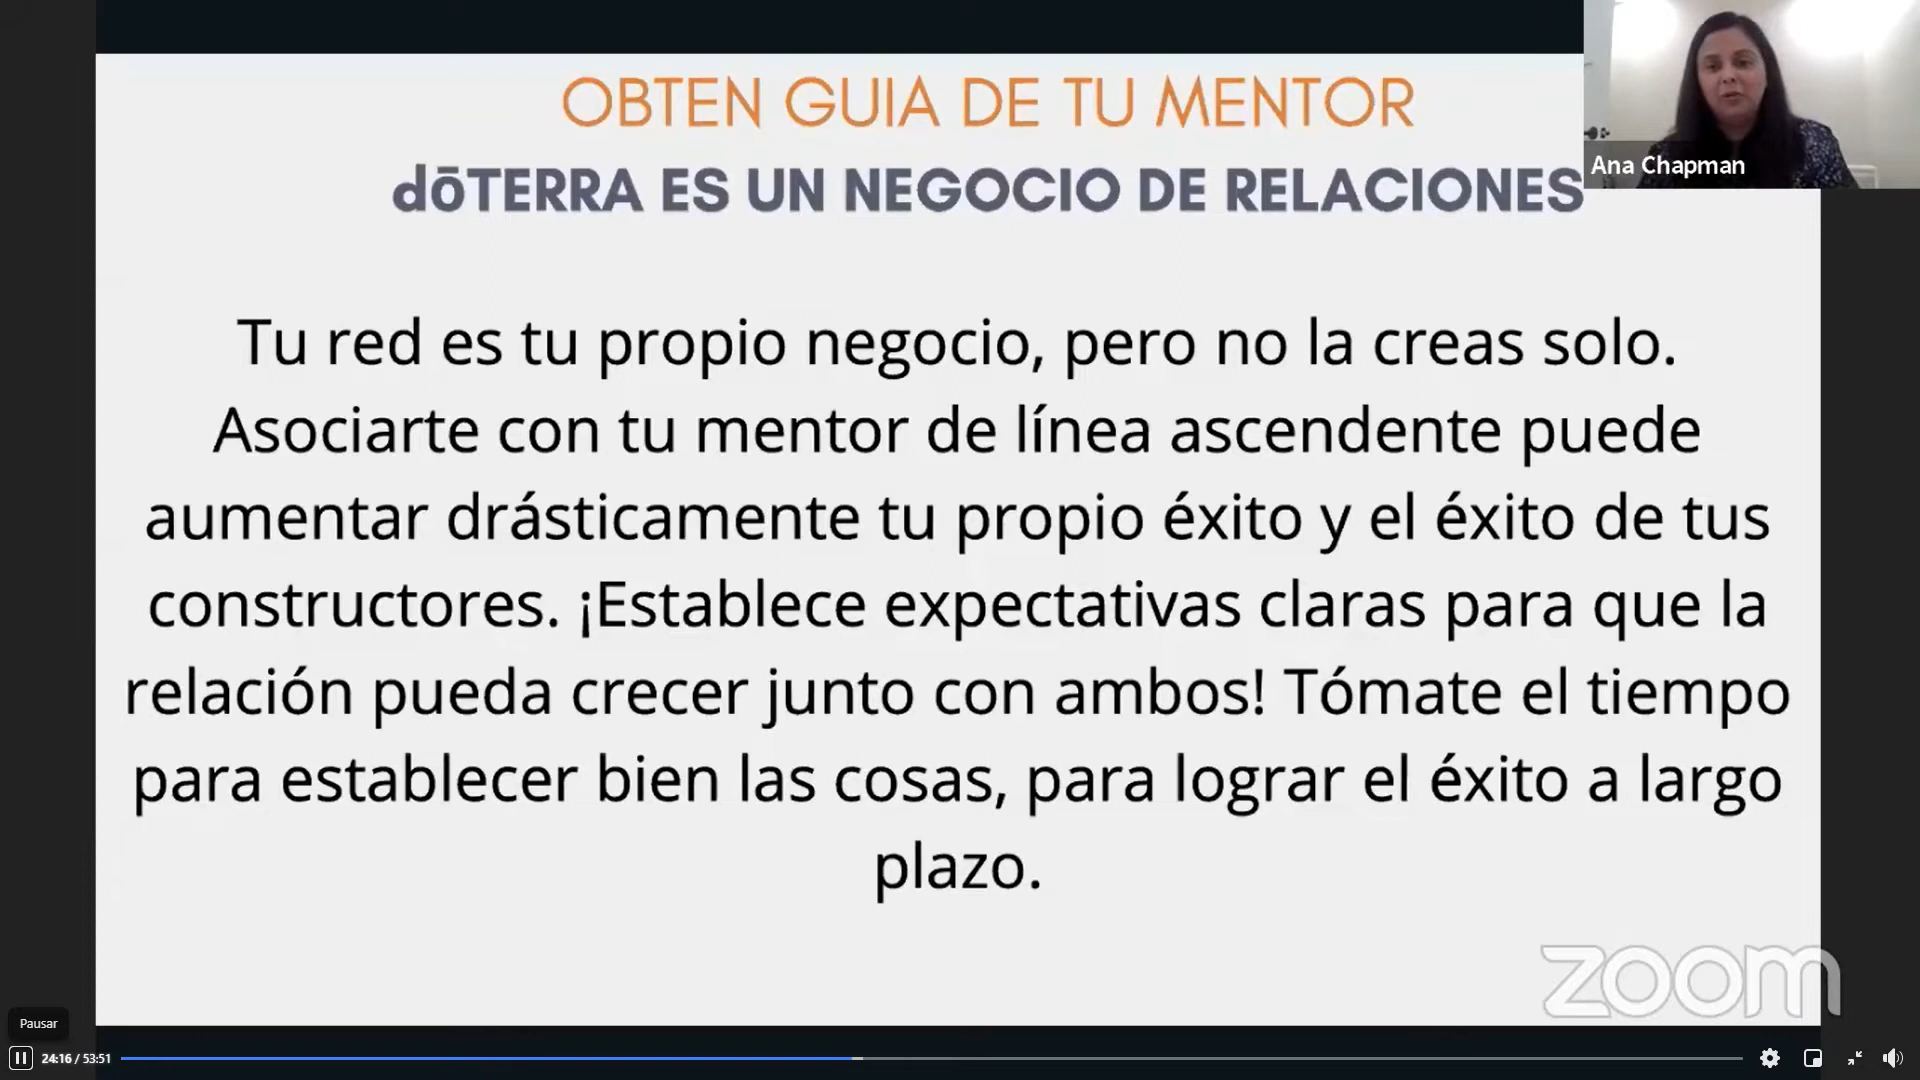 OBTEN GUIA DE TU MENTOR
dōTERRA ES UN NEGOCIO DE RELACIONES
Ana Chapman
Tu red es tu propio negocio, pero no la creas solo.
Asociarte con tu mentor de línea ascendente puede
aumentar drásticamente tu propio éxito y el éxito de tus
constructores. ¡Establece expectativas claras para que la
relación pueda crecer junto con ambos! Tómate el tiempo
para establecer bien las cosas, para lograr el éxito a largo
plazo.
zoom
Pausar
24:16 / 53:51